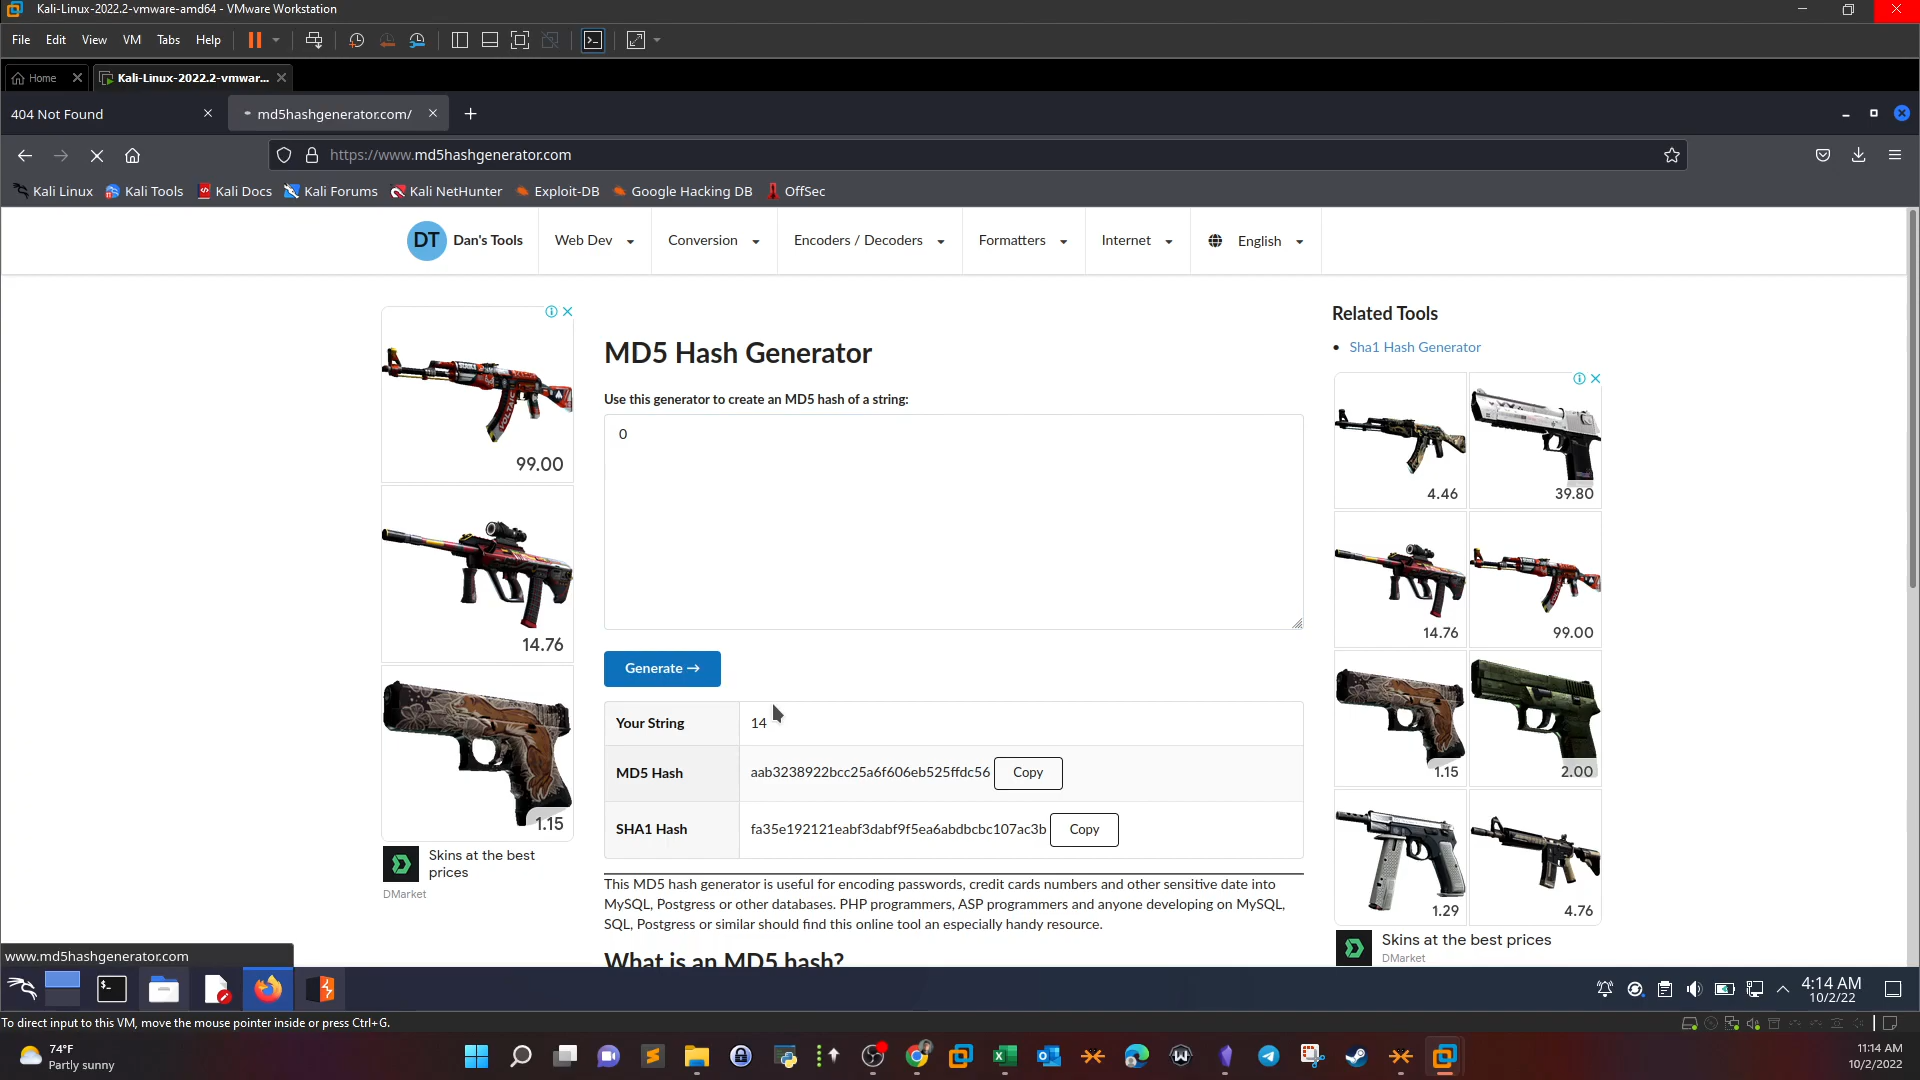 Kali-Linux-2022.2-vmware-amd64 - VMware Workstation
File Edit View VM Tabs Help
Home Kali-Linux-2022.2-vmwar...
404 Not Found md5hashgenerator.com/
https://www.md5hashgenerator.com
Kali Linux Kali Tools Kali Docs Kali Forums Kali NetHunter Exploit-DB Google Hacking DB OffSec
DT Dan's Tools Web Dev Conversion Encoders / Decoders Formatters Internet English
99.00
14.76
1.15
Skins at the best
prices
DMarket
MD5 Hash Generator
Use this generator to create an MD5 hash of a string:
0
Generate →
Your String 14
MD5 Hash aab3238922bcc25a6f606eb525ffdc56 Copy
SHA1 Hash fa35e192121eabf3dabf9f5ea6abdbcbc107ac3b Copy
This MD5 hash generator is useful for encoding passwords, credit cards numbers and other sensitive date into
MySQL, Postgress or other databases. PHP programmers, ASP programmers and anyone developing on MySQL,
SQL, Postgress or similar should find this online tool an especially handy resource.
What is an MD5 hash?
Related Tools
Sha1 Hash Generator
4.46 39.80
14.76 99.00
1.15 2.00
1.29 4.76
Skins at the best prices
DMarket
www.md5hashgenerator.com
4:14 AM
10/2/22
To direct input to this VM, move the mouse pointer inside or press Ctrl+G.
74°F
Partly sunny
11:14 AM
10/2/2022